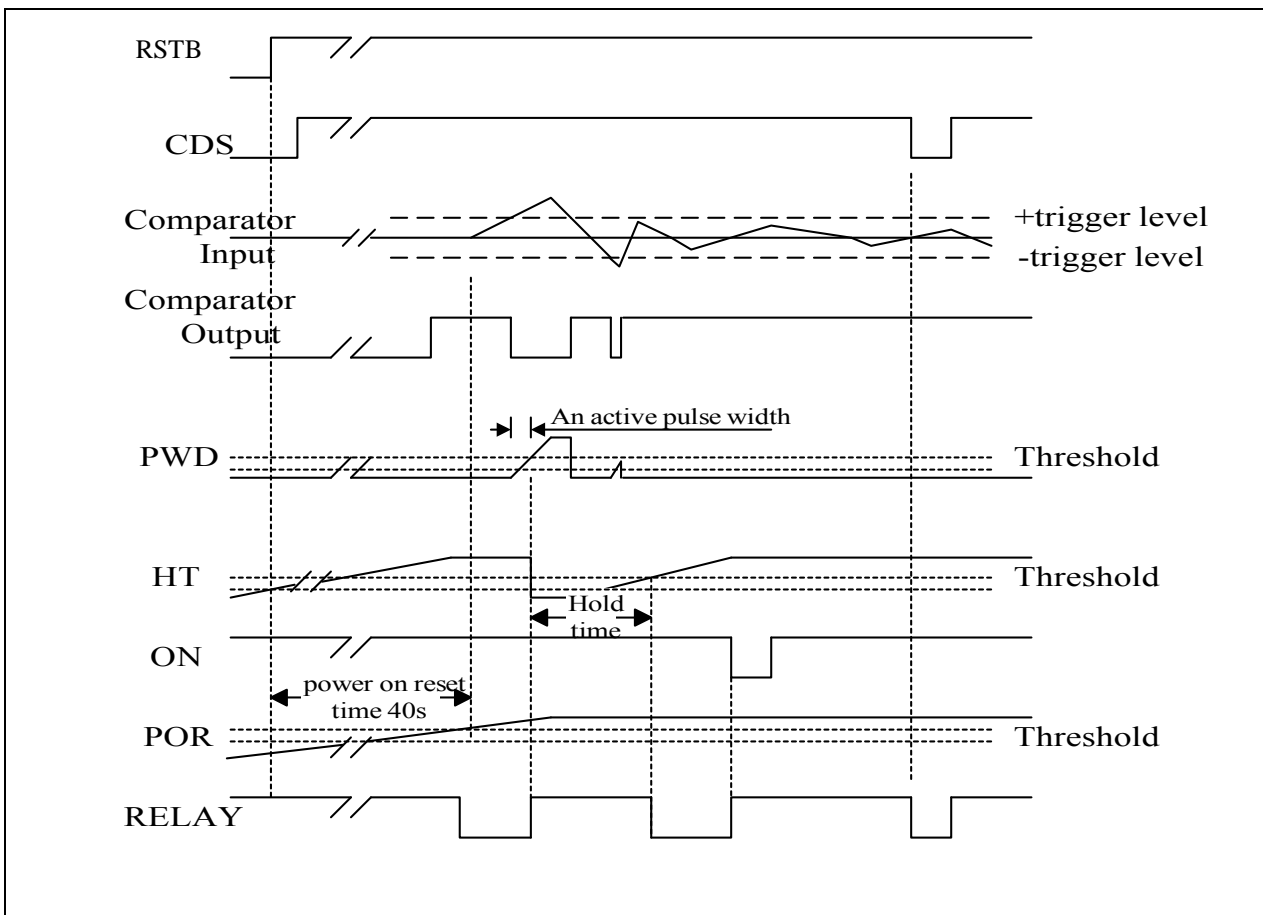 RSTB
CDS
Comparator
Input
+trigger level
-trigger level
Comparator
Output
An active pulse width
PWD
Threshold
HT
Threshold
Hold
time
ON
power on reset
time 40s
POR
Threshold
RELAY